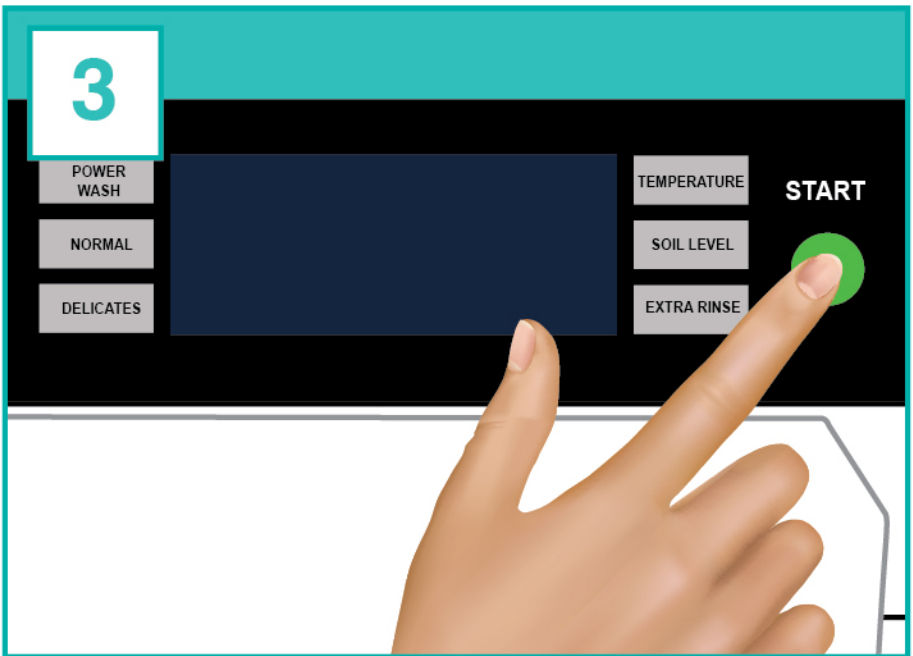 3
POWER
WASH
NORMAL
DELICATES
TEMPERATURE
SOIL LEVEL
EXTRA RINSE
START